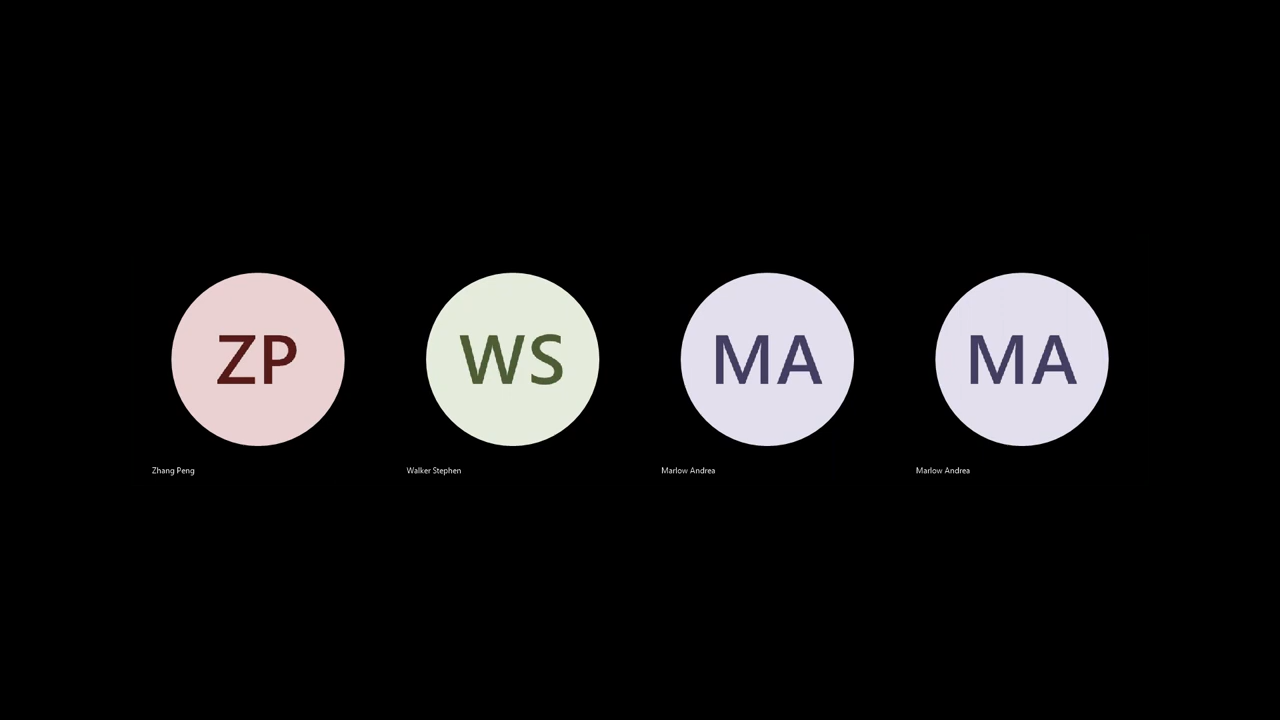 ZP
WS
MA
MA
Zhang Peng
Walker Stephen
Marlow Andrea
Marlow Andrea